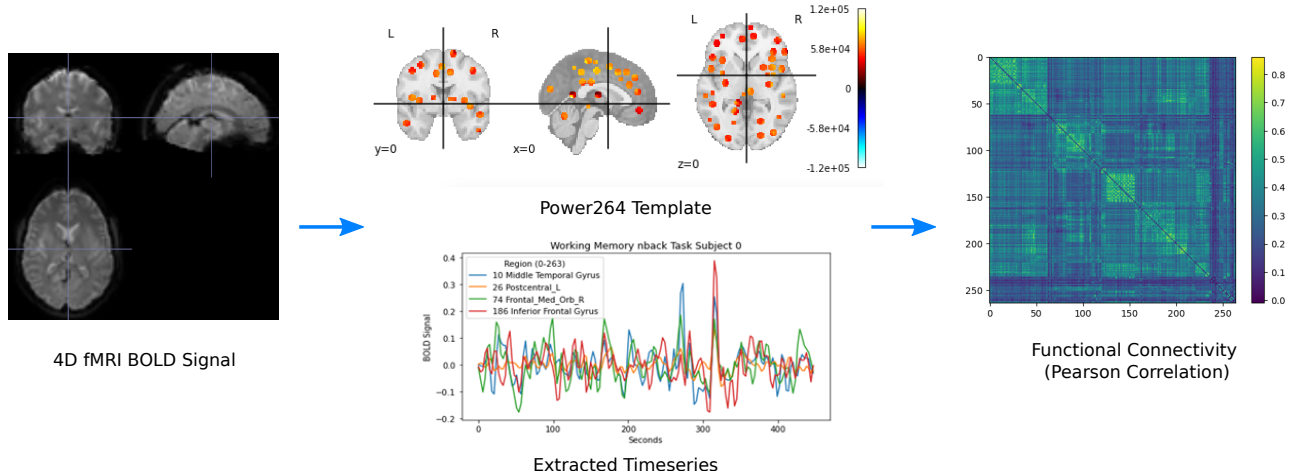 4D fMRI BOLD Signal
L
R
y=0
x=0
L
R
z=0
1.2e+05
5.8e+04
0
-5.8e+04
-1.2e+05
Power264 Template
Working Memory nback Task Subject 0
Region (0-263)
10 Middle Temporal Gyrus
26 Postcentral_L
74 Frontal_Med_Orb_R
186 Inferior Frontal Gyrus
BOLD Signal
0.4
0.3
0.2
0.1
0.0
−0.1
−0.2
0
100
200
300
400
Seconds
Extracted Timeseries
0
50
100
150
200
250
0
50
100
150
200
250
0.8
0.7
0.6
0.5
0.4
0.3
0.2
0.1
0.0
Functional Connectivity
(Pearson Correlation)